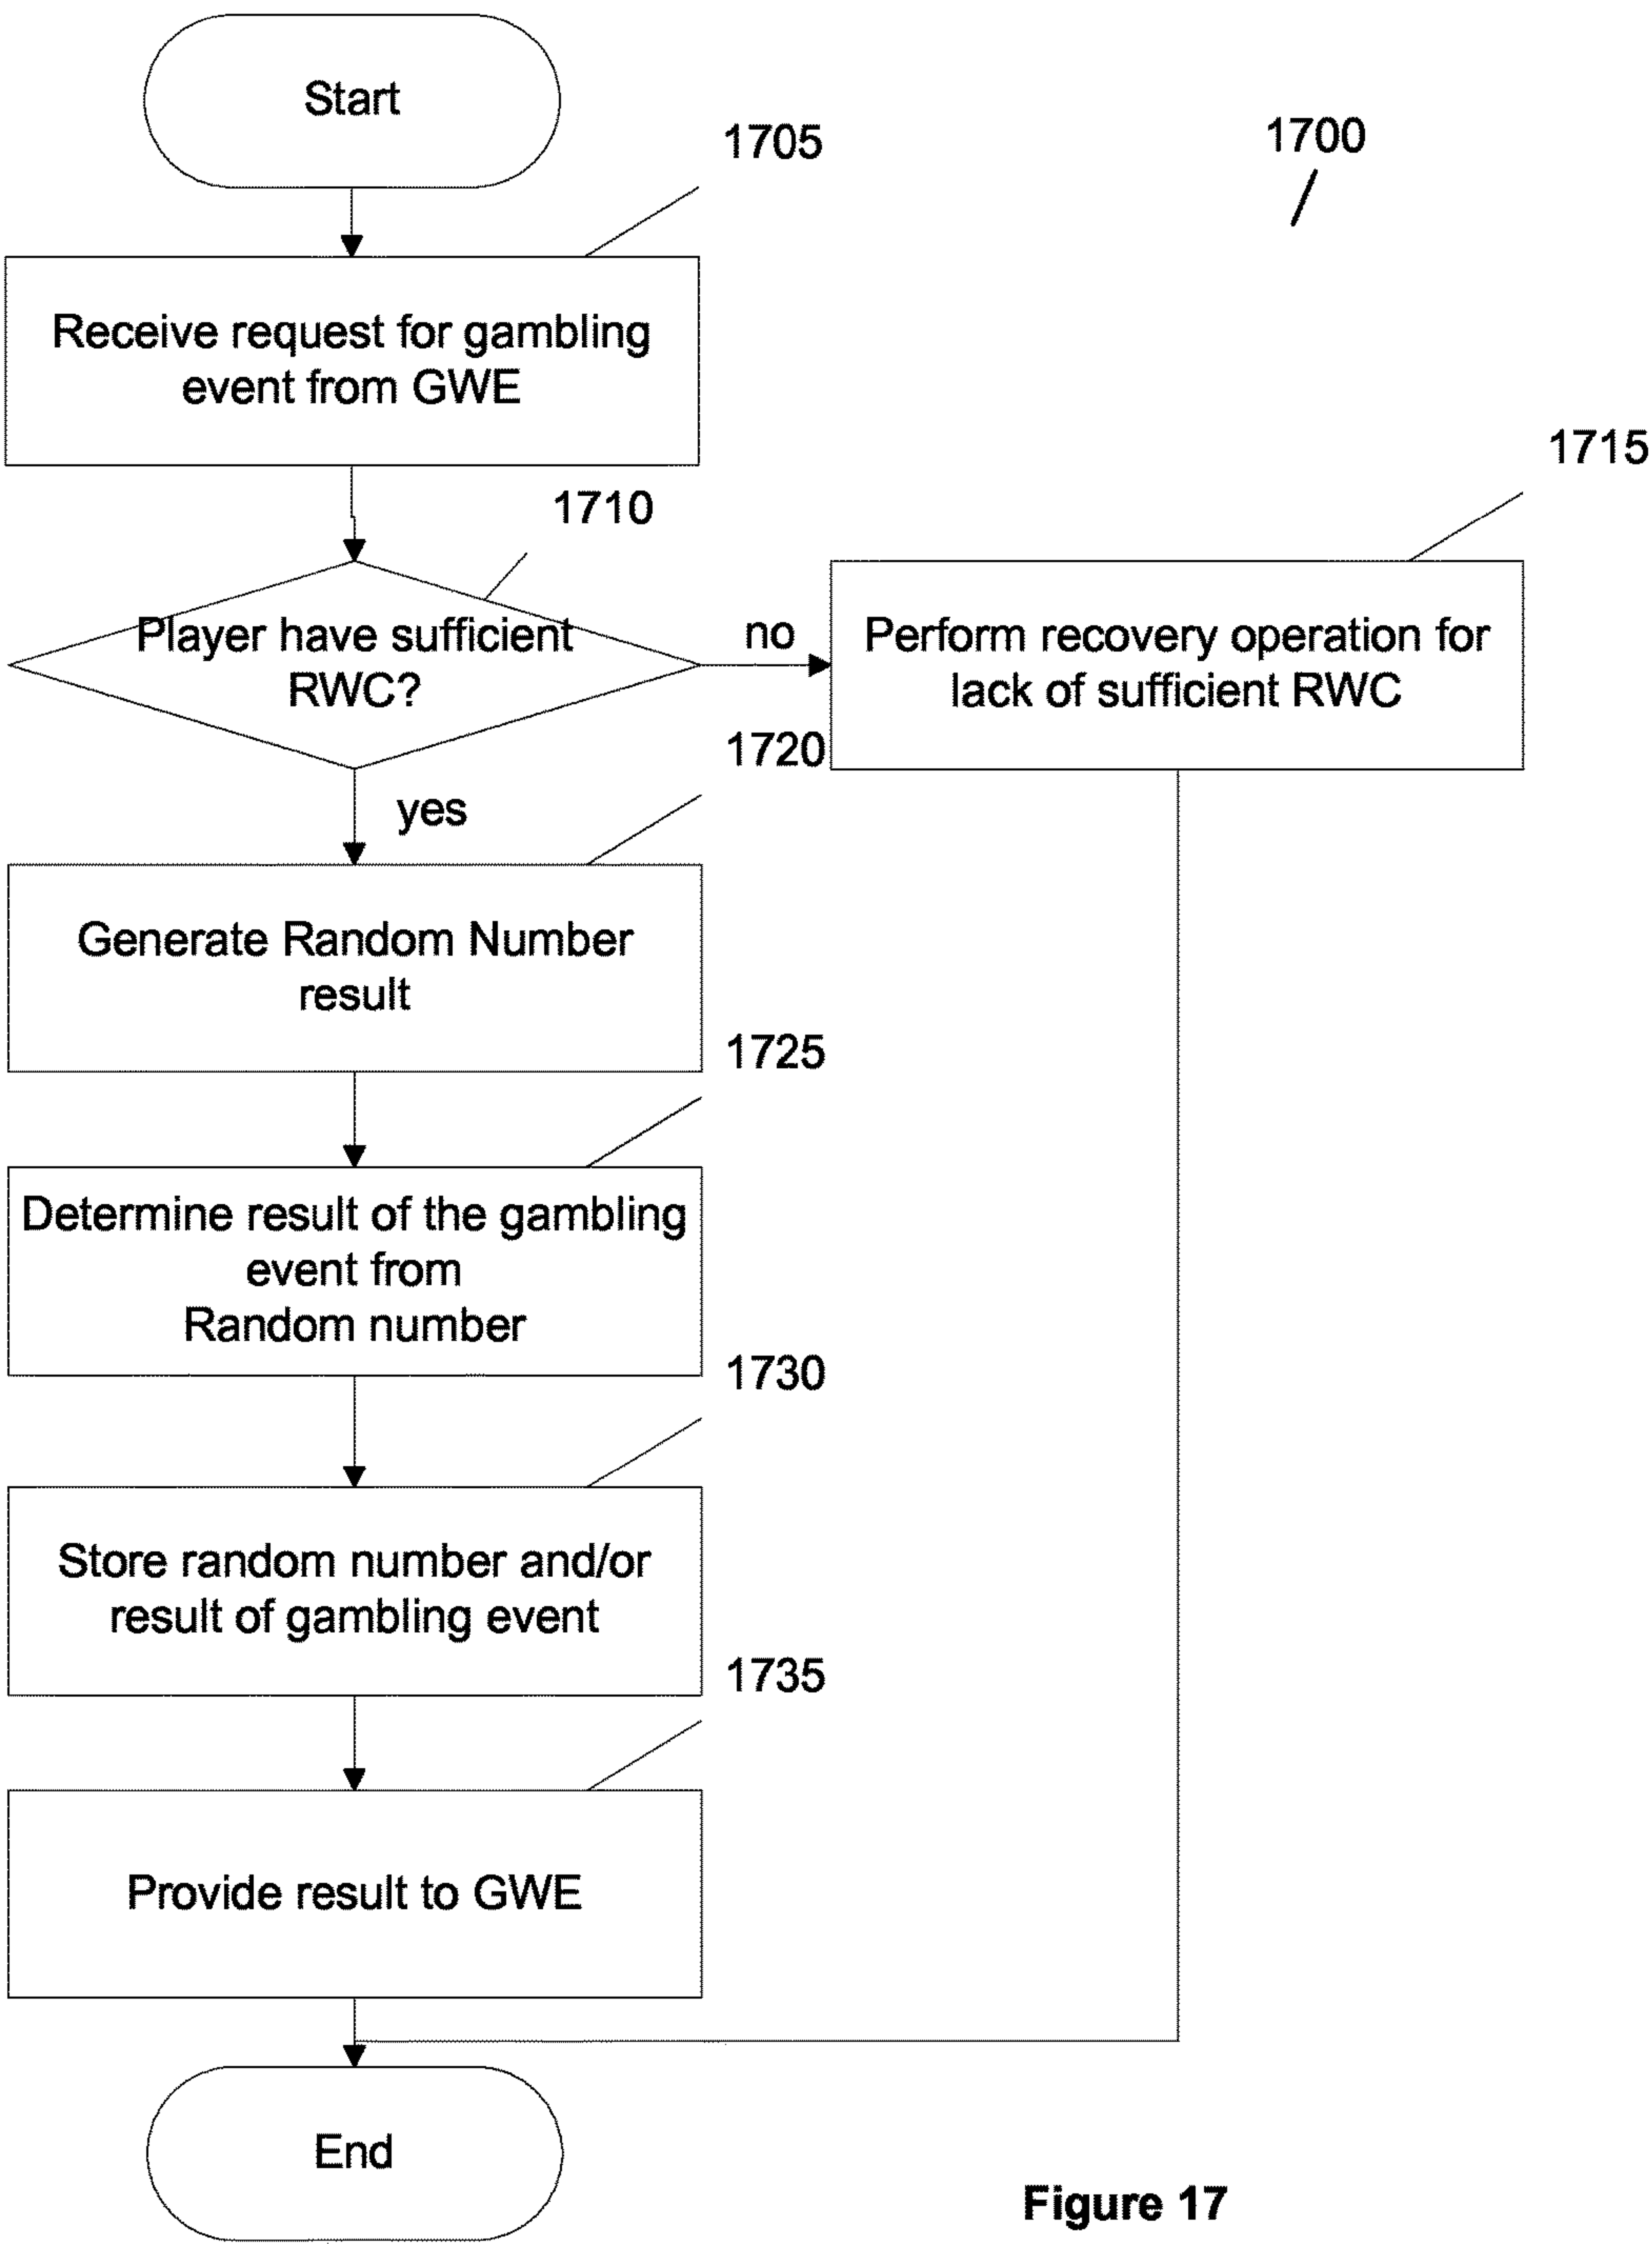 Start
1705
1700
Receive request for gambling
event from GWE
1715
1710
Player have sufficient
RWC?
no
Perform recovery operation for
lack of sufficient RWC
1720
yes
Generate Random Number
result
1725
Determine result of the gambling
event from
Random number
1730
Store random number and/or
result of gambling event
1735
Provide result to GWE
End
Figure 17